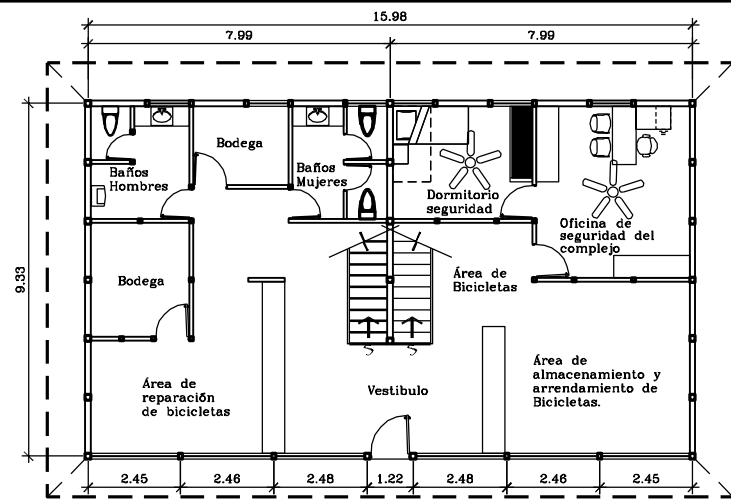 15.98
7.99
7.99
Bodega
Baños
Hombres
Baños
Mujeres
Dormitorio
seguridad
Oficina de
seguridad del
complejo
9.33
Bodega
Área de
Bicicletas
Área de
reparación
de bicicletas
Vestibulo
Área de
almacenamiento y
arrendamiento de
Bicicletas.
2.45
2.46
2.48
1.22
2.48
2.46
2.45